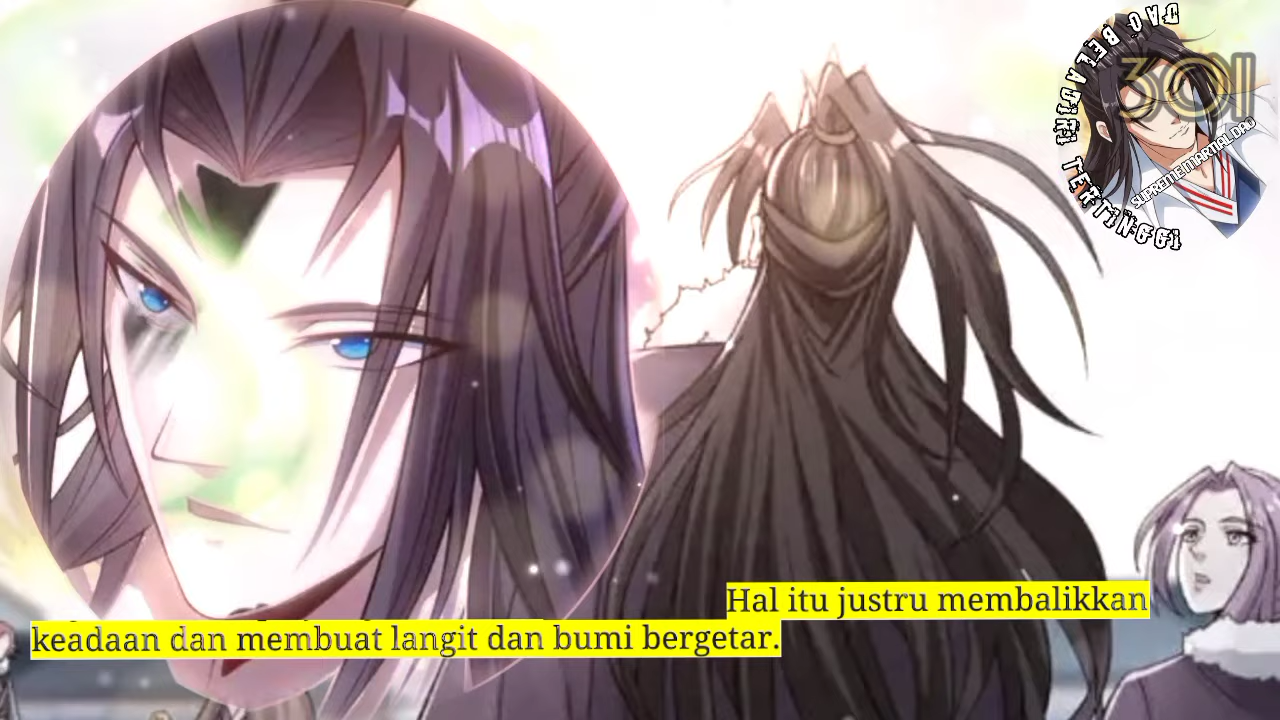 DAO BELADIRI TERTINGGI
301
SUPREME MARTIAL DAO
Hal itu justru membalikkan
keadaan dan membuat langit dan bumi bergetar.